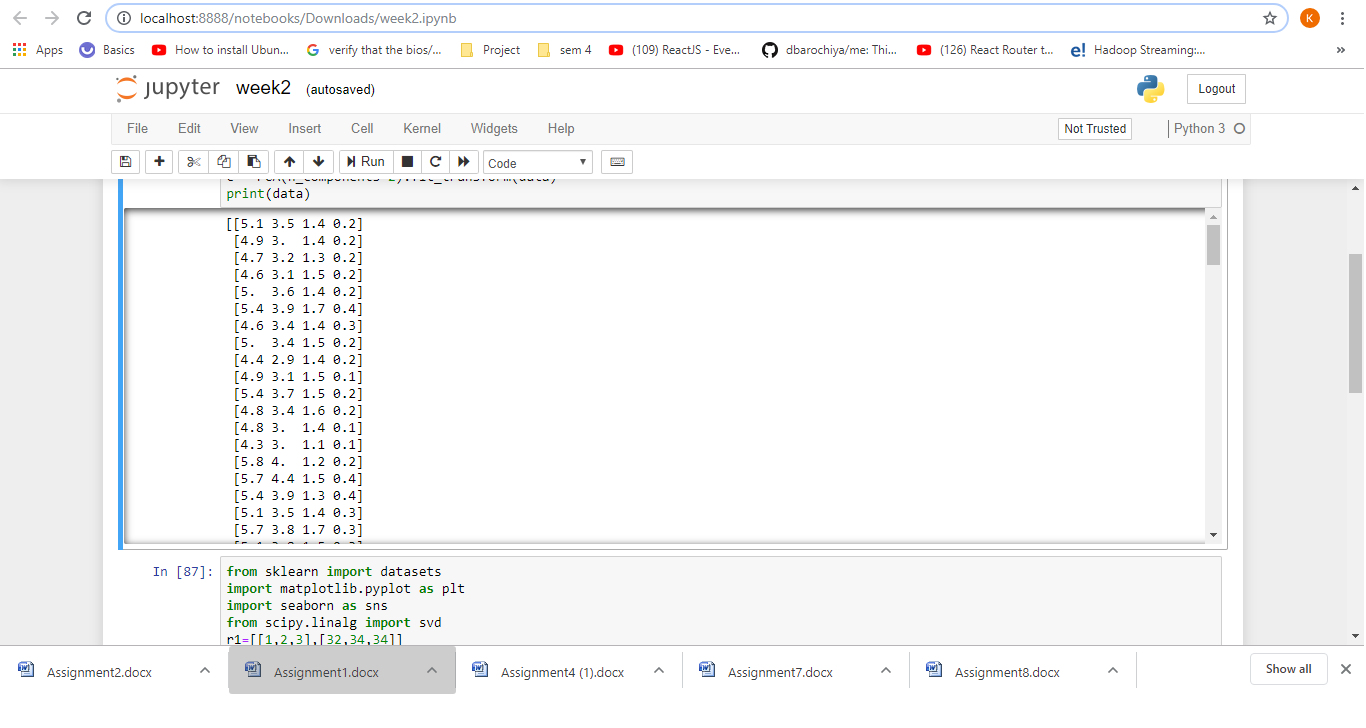 localhost:8888/notebooks/Downloads/week2.ipynb
K
Apps Basics How to install Ubun... verify that the bios/... Project sem 4 (109) ReactJS - Eve... dbarochiya/me: Thi... (126) React Router t... e! Hadoop Streaming:... »
jupyter week2 (autosaved) Logout
File Edit View Insert Cell Kernel Widgets Help Not Trusted Python 3
Run Code
print(data)
[[5.1 3.5 1.4 0.2]
[4.9 3.  1.4 0.2]
[4.7 3.2 1.3 0.2]
[4.6 3.1 1.5 0.2]
[5.  3.6 1.4 0.2]
[5.4 3.9 1.7 0.4]
[4.6 3.4 1.4 0.3]
[5.  3.4 1.5 0.2]
[4.4 2.9 1.4 0.2]
[4.9 3.1 1.5 0.1]
[5.4 3.7 1.5 0.2]
[4.8 3.4 1.6 0.2]
[4.8 3.  1.4 0.1]
[4.3 3.  1.1 0.1]
[5.8 4.  1.2 0.2]
[5.7 4.4 1.5 0.4]
[5.4 3.9 1.3 0.4]
[5.1 3.5 1.4 0.3]
[5.7 3.8 1.7 0.3]
In [87]: from sklearn import datasets
import matplotlib.pyplot as plt
import seaborn as sns
from scipy.linalg import svd
r1=[[1,2,3],[32,34,34]]
Assignment2.docx Assignment1.docx Assignment4 (1).docx Assignment7.docx Assignment8.docx Show all